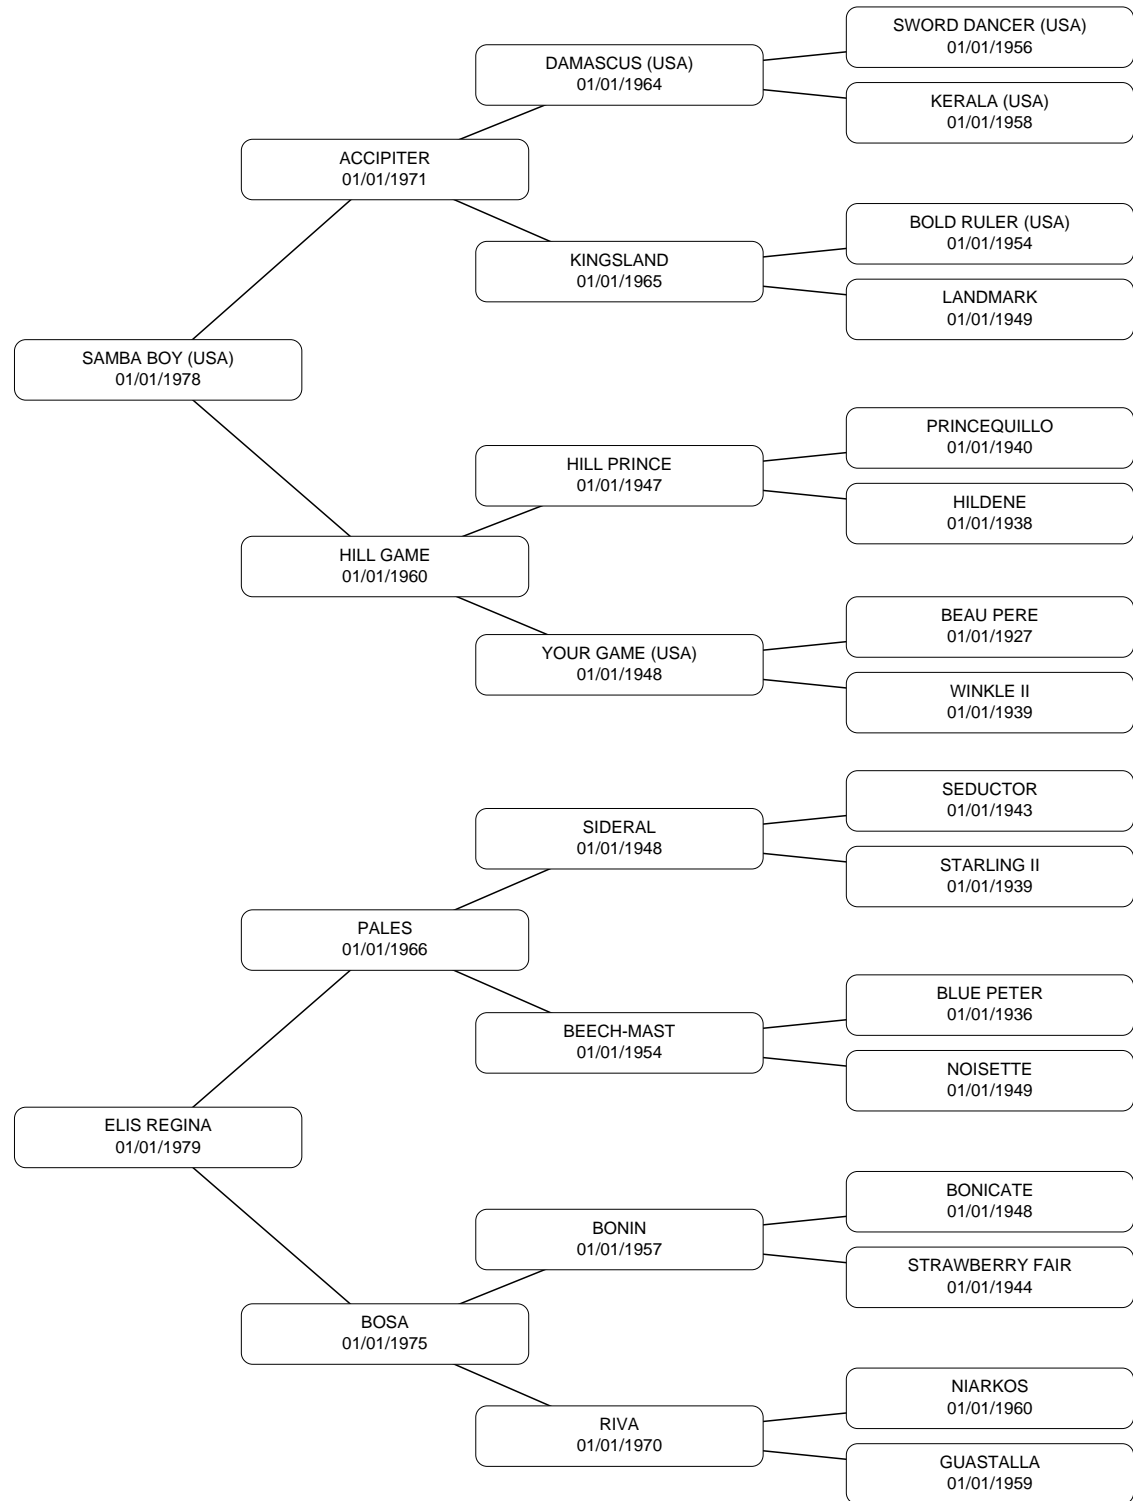 SWORD DANCER (USA)
01/01/1956
DAMASCUS (USA)
01/01/1964
KERALA (USA)
01/01/1958
ACCIPITER
01/01/1971
BOLD RULER (USA)
01/01/1954
KINGSLAND
01/01/1965
LANDMARK
01/01/1949
SAMBA BOY (USA)
01/01/1978
PRINCEQUILLO
01/01/1940
HILL PRINCE
01/01/1947
HILDENE
01/01/1938
HILL GAME
01/01/1960
BEAU PERE
01/01/1927
YOUR GAME (USA)
01/01/1948
WINKLE II
01/01/1939
SEDUCTOR
01/01/1943
SIDERAL
01/01/1948
STARLING II
01/01/1939
PALES
01/01/1966
BLUE PETER
01/01/1936
BEECH-MAST
01/01/1954
NOISETTE
01/01/1949
ELIS REGINA
01/01/1979
BONICATE
01/01/1948
BONIN
01/01/1957
STRAWBERRY FAIR
01/01/1944
BOSA
01/01/1975
NIARKOS
01/01/1960
RIVA
01/01/1970
GUASTALLA
01/01/1959